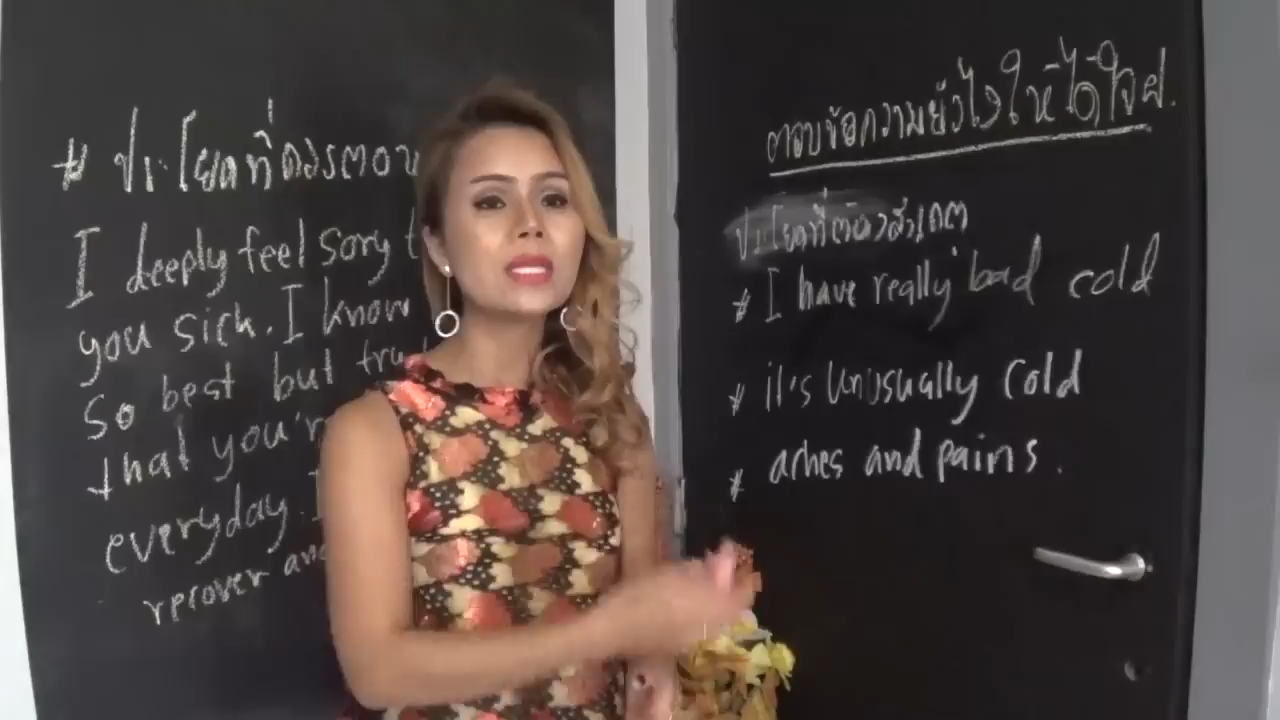 # ประโยคที่ควรตอบ
I deeply feel sory
you sick. I know
So best but
that you'r
everyday.
recover and
ตอบข้อความยังไงให้ได้ใจฝ.
ประโยคที่ต้องสังเกต
* I have really bad cold
* it's unusually cold
* aches and pains.